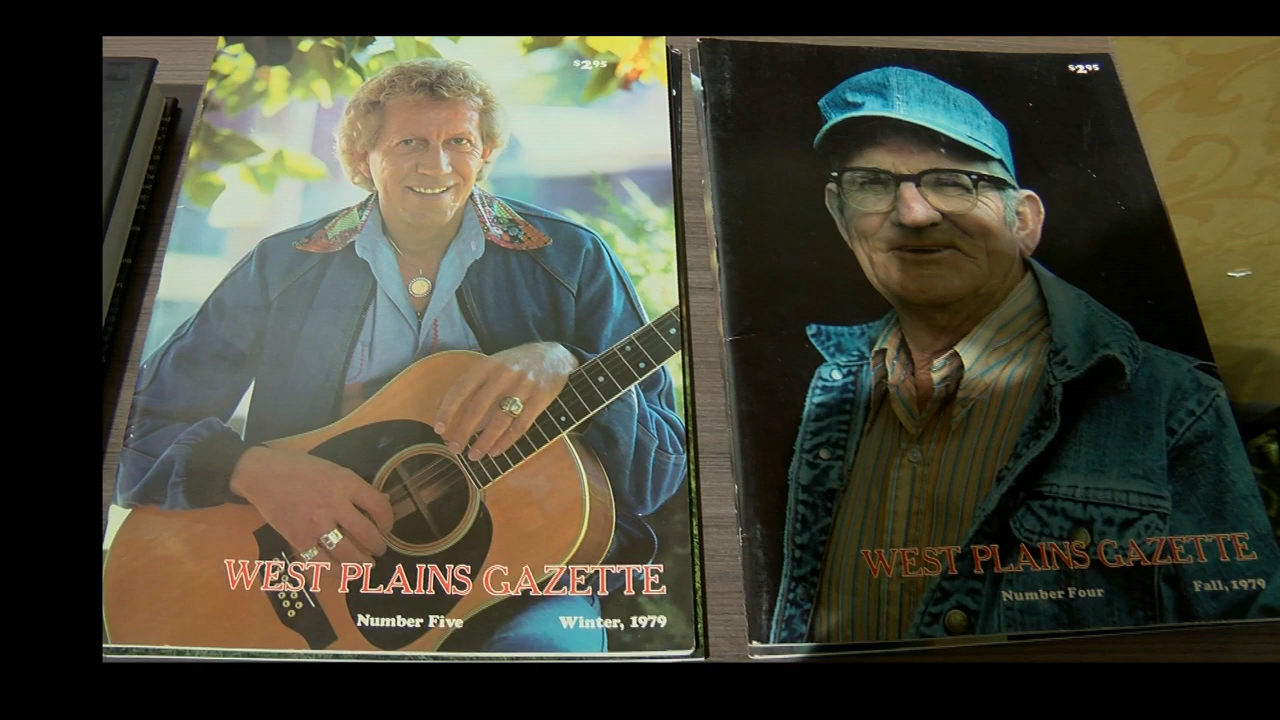 $2.95
WEST PLAINS GAZETTE
Number Five Winter, 1979
$2.95
WEST PLAINS GAZETTE
Number Four Fall, 1979